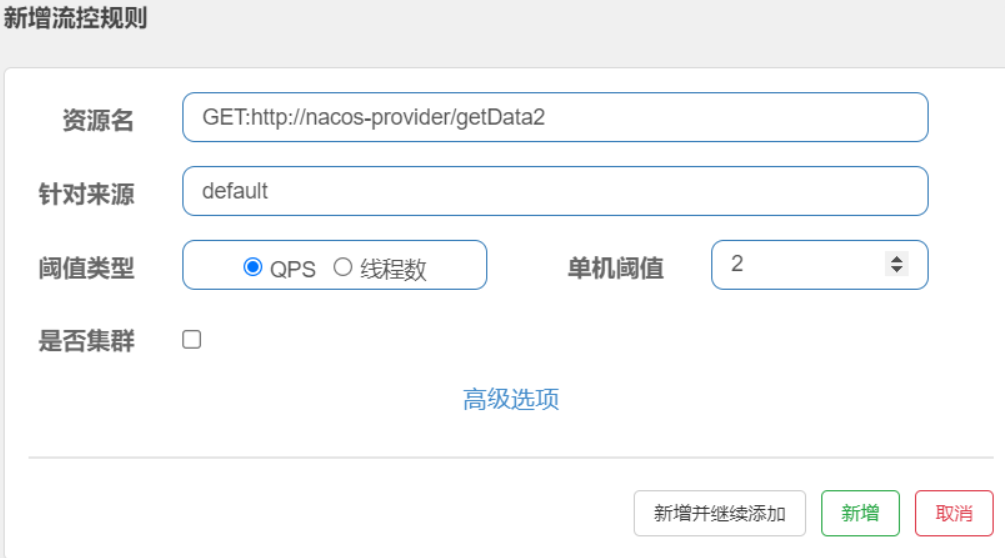 新增流控规则
资源名 GET:http://nacos-provider/getData2
针对来源 default
阈值类型 QPS 线程数 单机阈值 2
是否集群
高级选项
新增并继续添加 新增 取消